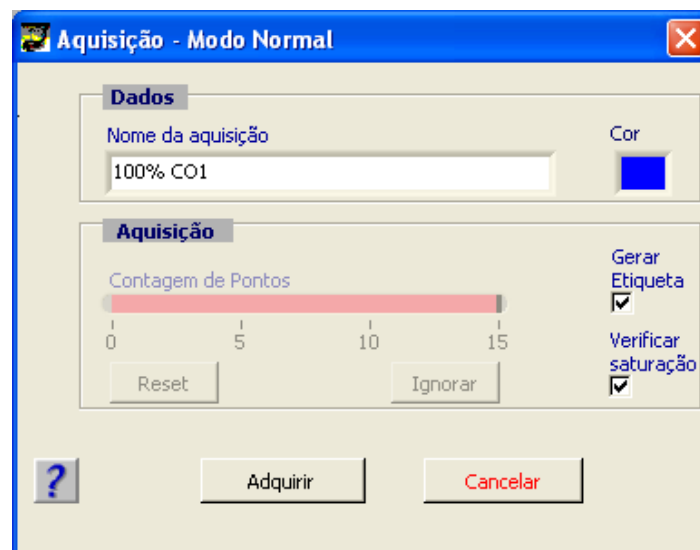 Aquisição - Modo Normal
Dados
Nome da aquisição
Cor
100% CO1
Aquisição
Contagem de Pontos
Gerar
Etiqueta
0 5 10 15
Verificar
saturação
Reset
Ignorar
?
Adquirir
Cancelar